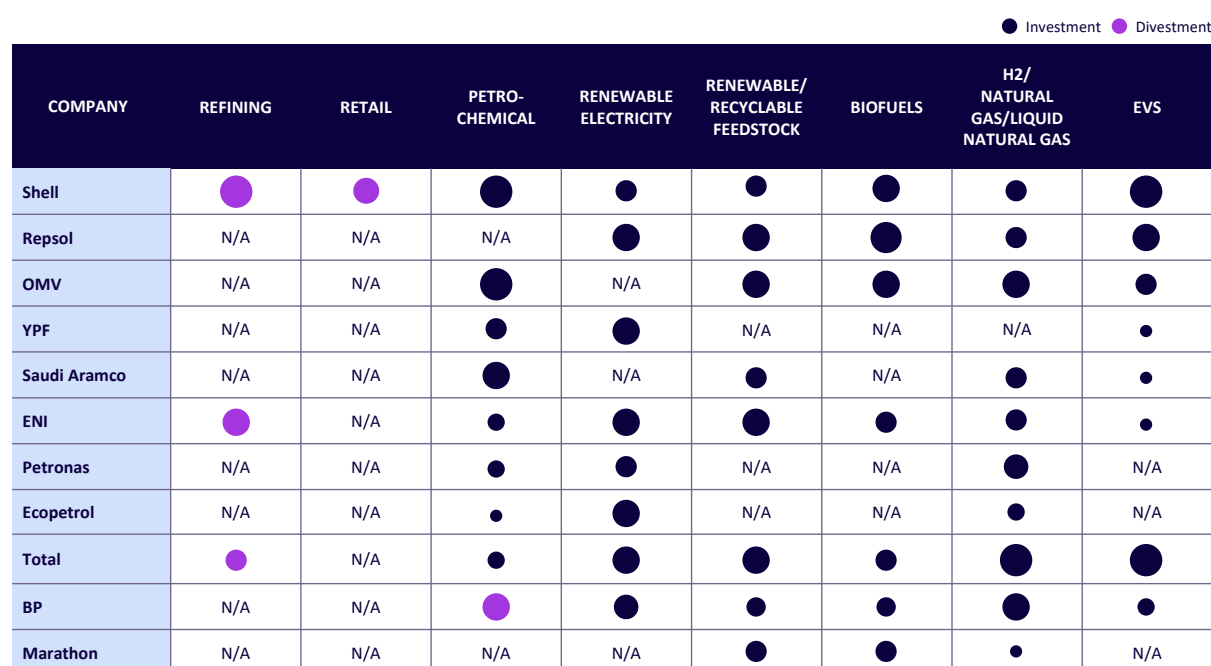 Investment Divestment
COMPANY
REFINING
RETAIL
PETRO-
CHEMICAL
RENEWABLE
ELECTRICITY
RENEWABLE/
RECYCLABLE
FEEDSTOCK
BIOFUELS
H2/
NATURAL
GAS/LIQUID
NATURAL GAS
EVS
Shell
Repsol N/A N/A N/A
OMV N/A N/A N/A
YPF N/A N/A N/A N/A N/A
Saudi Aramco N/A N/A N/A N/A
ENI N/A
Petronas N/A N/A N/A N/A N/A
Ecopetrol N/A N/A N/A N/A N/A
Total N/A
BP N/A N/A
Marathon N/A N/A N/A N/A N/A